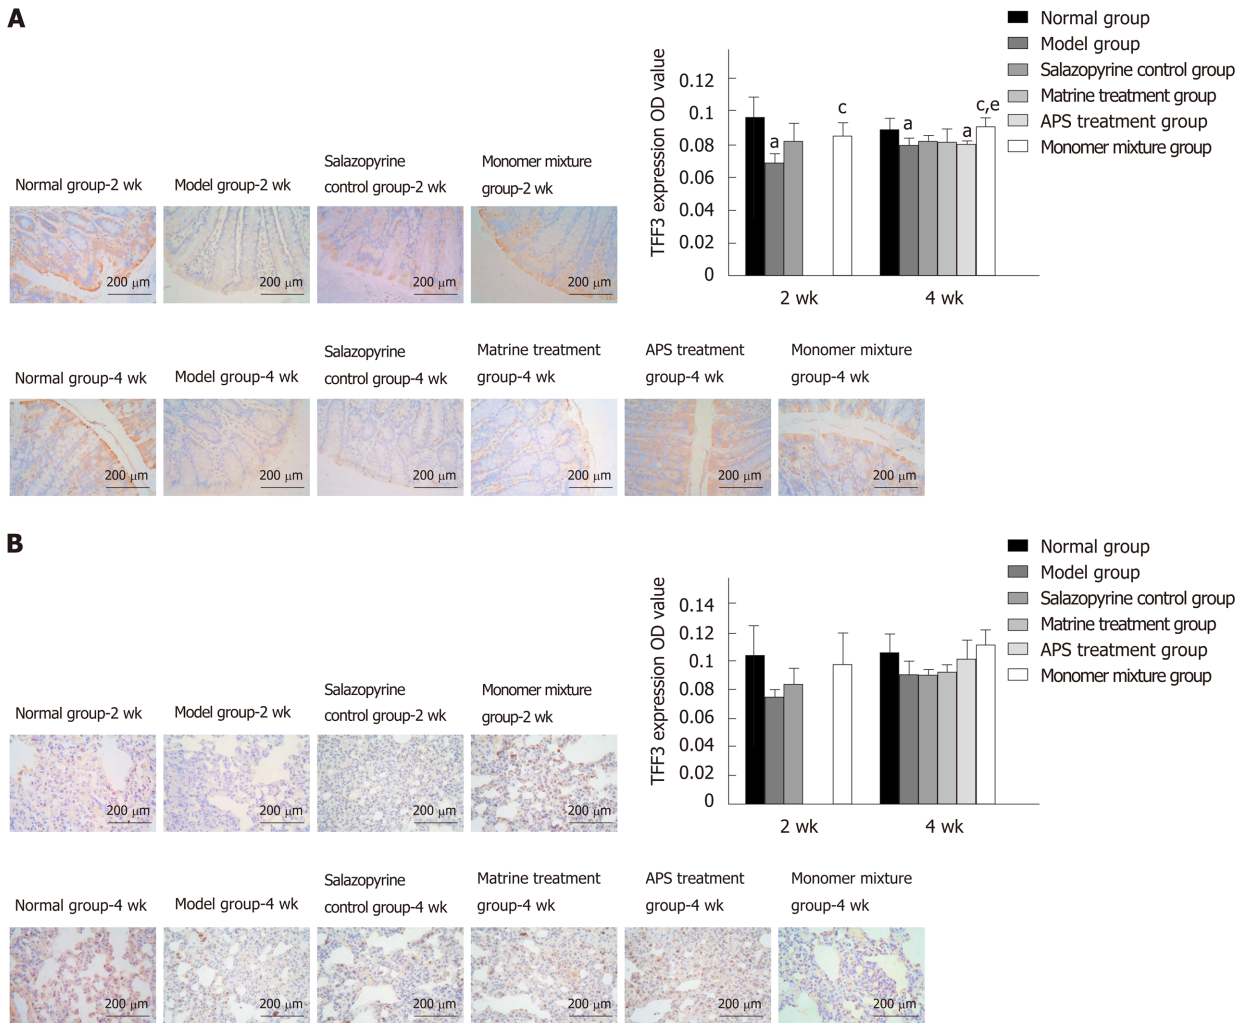 A
Normal group
Model group
Salazopyrine control group
Matrine treatment group
APS treatment group
Monomer mixture group
TFF3 expression OD value
0.12
0.1
0.08
0.06
0.04
0.02
0
a
c
a
a
c,e
2 wk
4 wk
Normal group-2 wk
Model group-2 wk
Salazopyrine
control group-2 wk
Monomer mixture
group-2 wk
200 μm
200 μm
200 μm
200 μm
Normal group-4 wk
Model group-4 wk
Salazopyrine
control group-4 wk
Matrine treatment
group-4 wk
APS treatment
group-4 wk
Monomer mixture
group-4 wk
200 μm
200 μm
200 μm
200 μm
200 μm
200 μm
B
Normal group
Model group
Salazopyrine control group
Matrine treatment group
APS treatment group
Monomer mixture group
TFF3 expression OD value
0.14
0.12
0.1
0.08
0.06
0.04
0.02
0
2 wk
4 wk
Normal group-2 wk
Model group-2 wk
Salazopyrine
control group-2 wk
Monomer mixture
group-2 wk
200 μm
200 μm
200 μm
200 μm
Normal group-4 wk
Model group-4 wk
Salazopyrine
control group-4 wk
Matrine treatment
group-4 wk
APS treatment
group-4 wk
Monomer mixture
group-4 wk
200 μm
200 μm
200 μm
200 μm
200 μm
200 μm